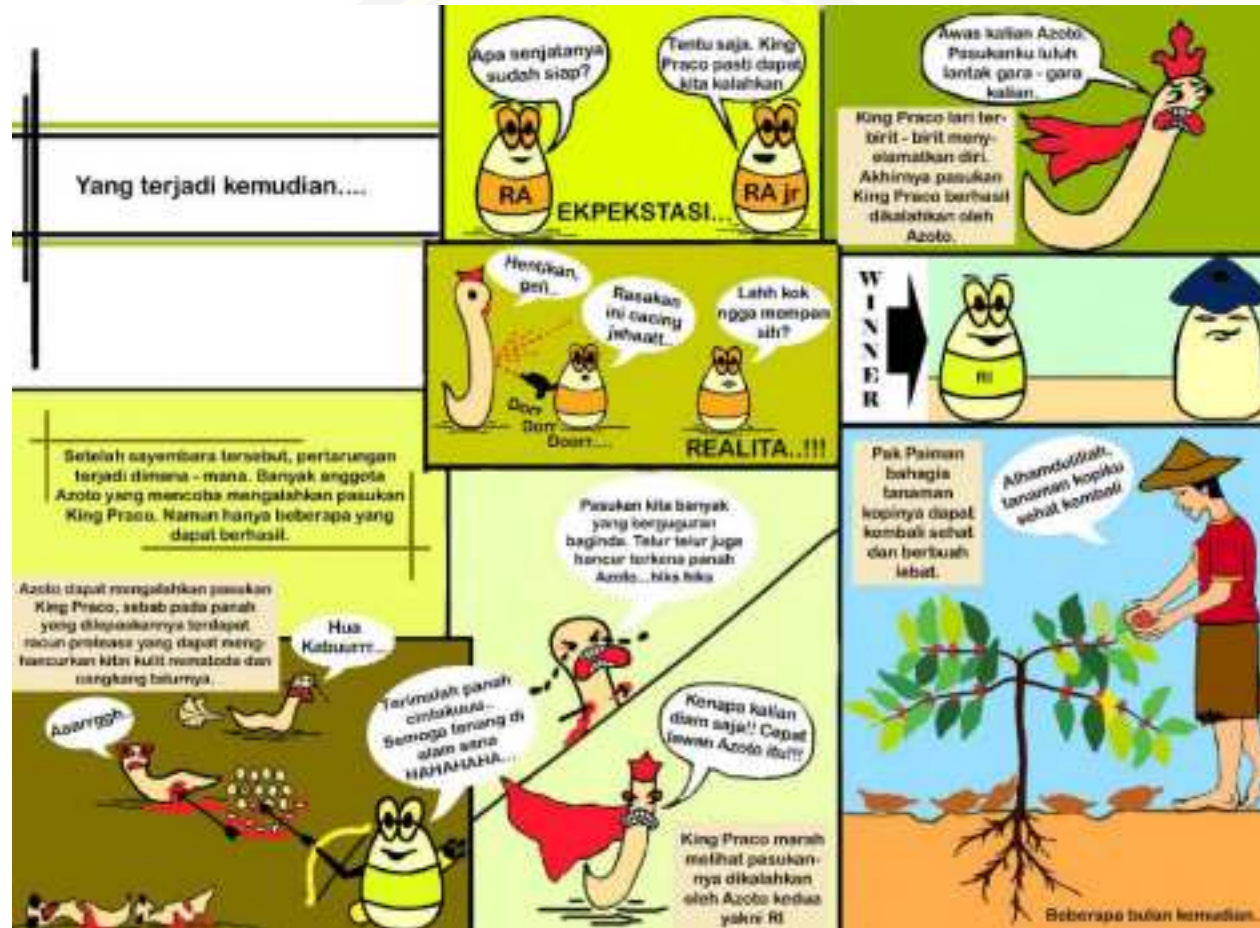 Yang terjadi kemudian....
Apa senjatanya
sudah siap?
Tentu saja. King
Praco pasti dapat
kita kalahkan
RA
EKPEKSTASI...
RA jr
Awas kalian Azoto.
Pasukanku luluh
lantak gara - gara
kalian.
King Praco lari ter-
birit - birit meny-
elamatkan diri.
Akhirnya pasukan
King Praco berhasil
dikalahkan oleh
Azoto.
Hentikan,
Rasakan
ini cacing
jahaatt..
Lahh kok
ngga mempan
sih?
Dorr
Dorr
Doorr....
REALITA..!!!
WINNER
RI
Setelah sayembara tersebut, pertarungan
terjadi dimana - mana. Banyak anggota
Azoto yang mencoba mengalahkan pasukan
King Praco. Namun hanya beberapa yang
dapat berhasil.
Azoto dapat mengalahkan pasukan
King Praco, sebab pada panah
yang dilepaskannya terdapat
racun protease yang dapat meng-
hancurkan kitin kulit nematoda dan
cangkang telurnya.
Hua
Kabuurrr...
Aaarrggh..
Terimalah panah
cintakuuu..
Semoga tenang di
alam sana
HAHAHAHA...
Pasukan kita banyak
yang berguguran
baginda. Telur telur juga
hancur terkena panah
Azoto...hiks hiks
Kenapa kalian
diam saja!! Cepat
lawan Azoto itu!!!
King Praco marah
melihat pasukan-
nya dikalahkan
oleh Azoto kedua
yakni RI
Pak Paiman
bahagia
tanaman
kopinya dapat
kembali sehat
dan berbuah
lebat.
Alhamdulillah,
tanaman kopiku
sehat kembali
Beberapa bulan kemudian.